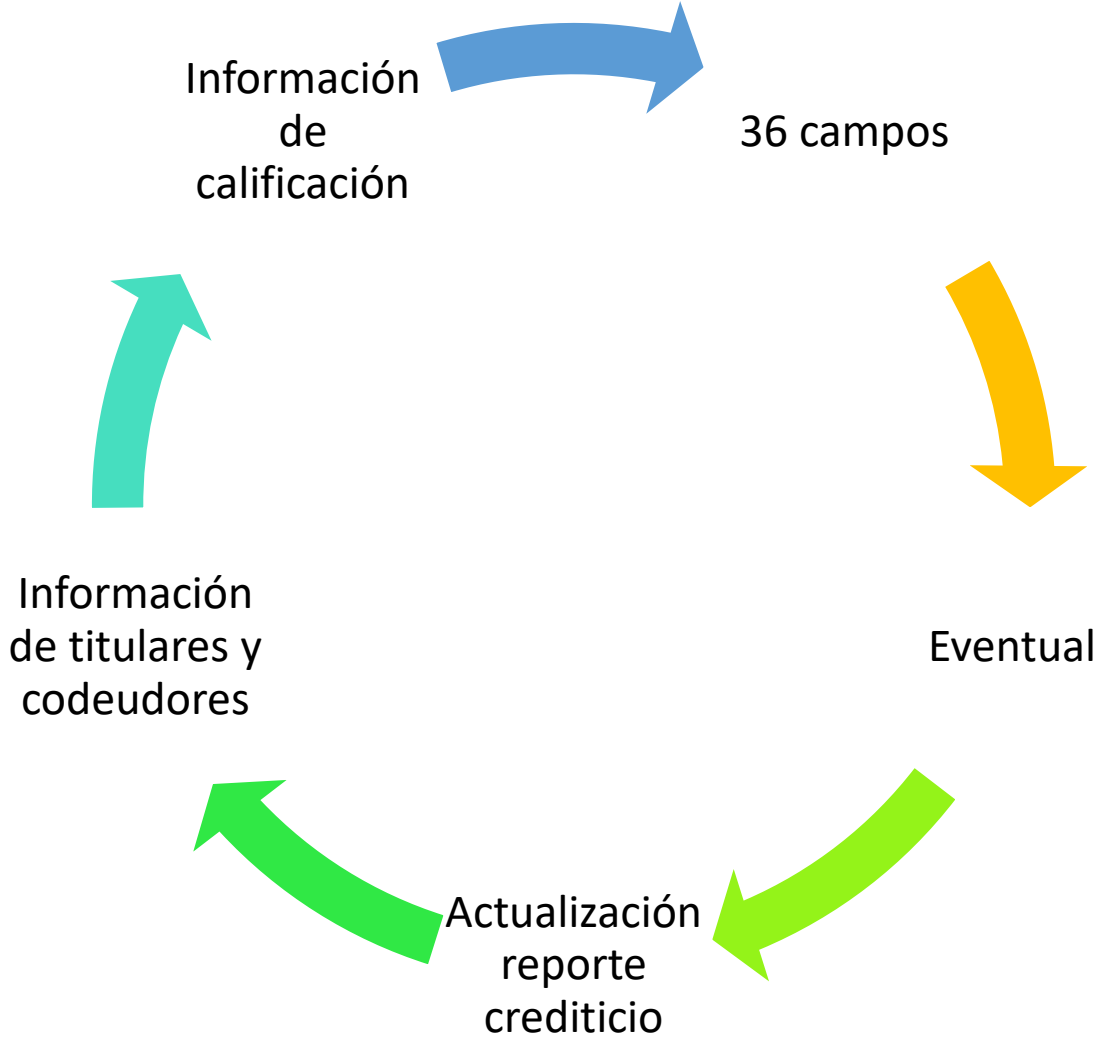 Información
de
calificación
36 campos
Eventual
Actualización
reporte
crediticio
Información
de titulares y
codeudores